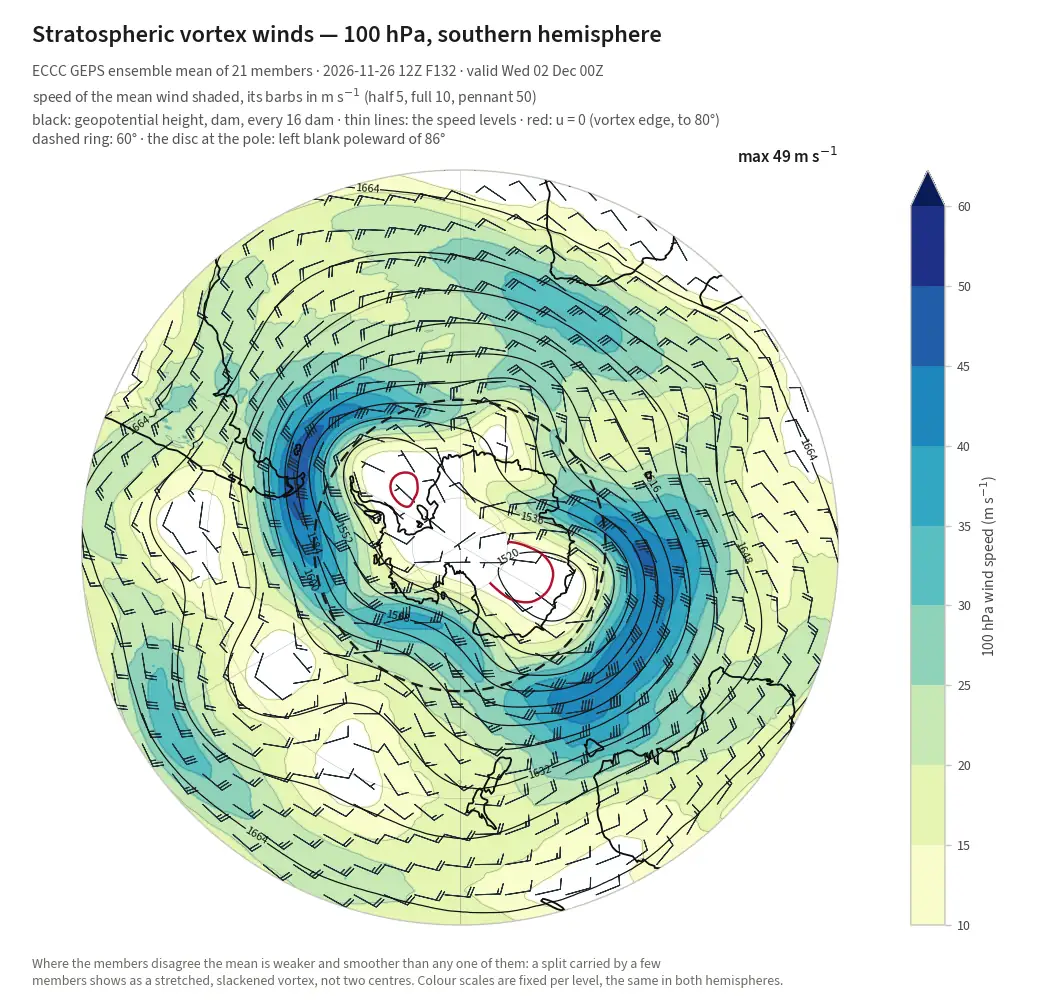 Stratospheric vortex winds — 100 hPa, southern hemisphere
ECCC GEPS ensemble mean of 21 members · 2026-11-26 12Z F132 · valid Wed 02 Dec 00Z
speed of the mean wind shaded, its barbs in m s⁻¹ (half 5, full 10, pennant 50)
black: geopotential height, dam, every 16 dam · thin lines: the speed levels · red: u = 0 (vortex edge, to 80°)
dashed ring: 60° · the disc at the pole: left blank poleward of 86°
max 49 m s⁻¹
1664
1664
1664
1616
1536
1552
1520
1648
1568
1632
1664
60
50
45
40
35
30
25
20
15
10
100 hPa wind speed (m s⁻¹)
Where the members disagree the mean is weaker and smoother than any one of them: a split carried by a few
members shows as a stretched, slackened vortex, not two centres. Colour scales are fixed per level, the same in both hemispheres.